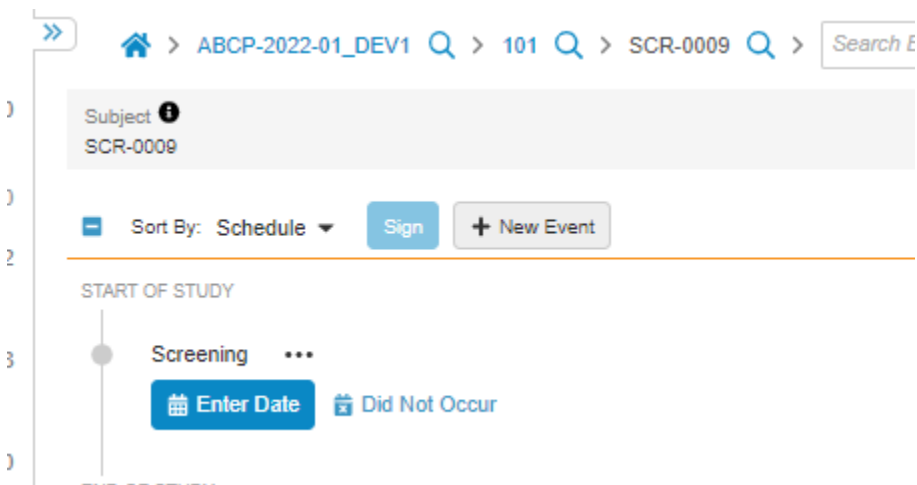 ABCP-2022-01_DEV1 > 101 > SCR-0009 > Search
Subject
SCR-0009
Sort By: Schedule Sign + New Event
START OF STUDY
Screening ...
Enter Date Did Not Occur